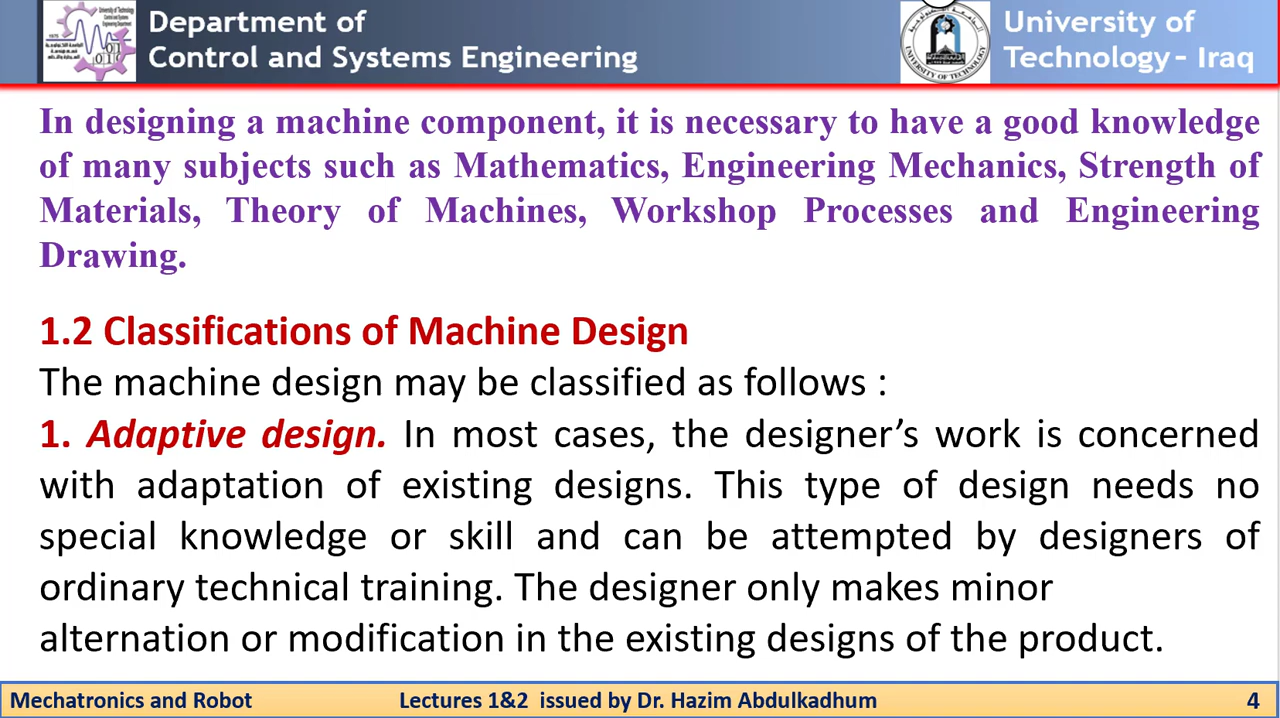 Department of
Control and Systems Engineering
University of
Technology - Iraq
In designing a machine component, it is necessary to have a good knowledge
of many subjects such as Mathematics, Engineering Mechanics, Strength of
Materials, Theory of Machines, Workshop Processes and Engineering
Drawing.
1.2 Classifications of Machine Design
The machine design may be classified as follows :
1. Adaptive design. In most cases, the designer’s work is concerned
with adaptation of existing designs. This type of design needs no
special knowledge or skill and can be attempted by designers of
ordinary technical training. The designer only makes minor
alternation or modification in the existing designs of the product.
Mechatronics and Robot
Lectures 1&2 issued by Dr. Hazim Abdulkadhum
4